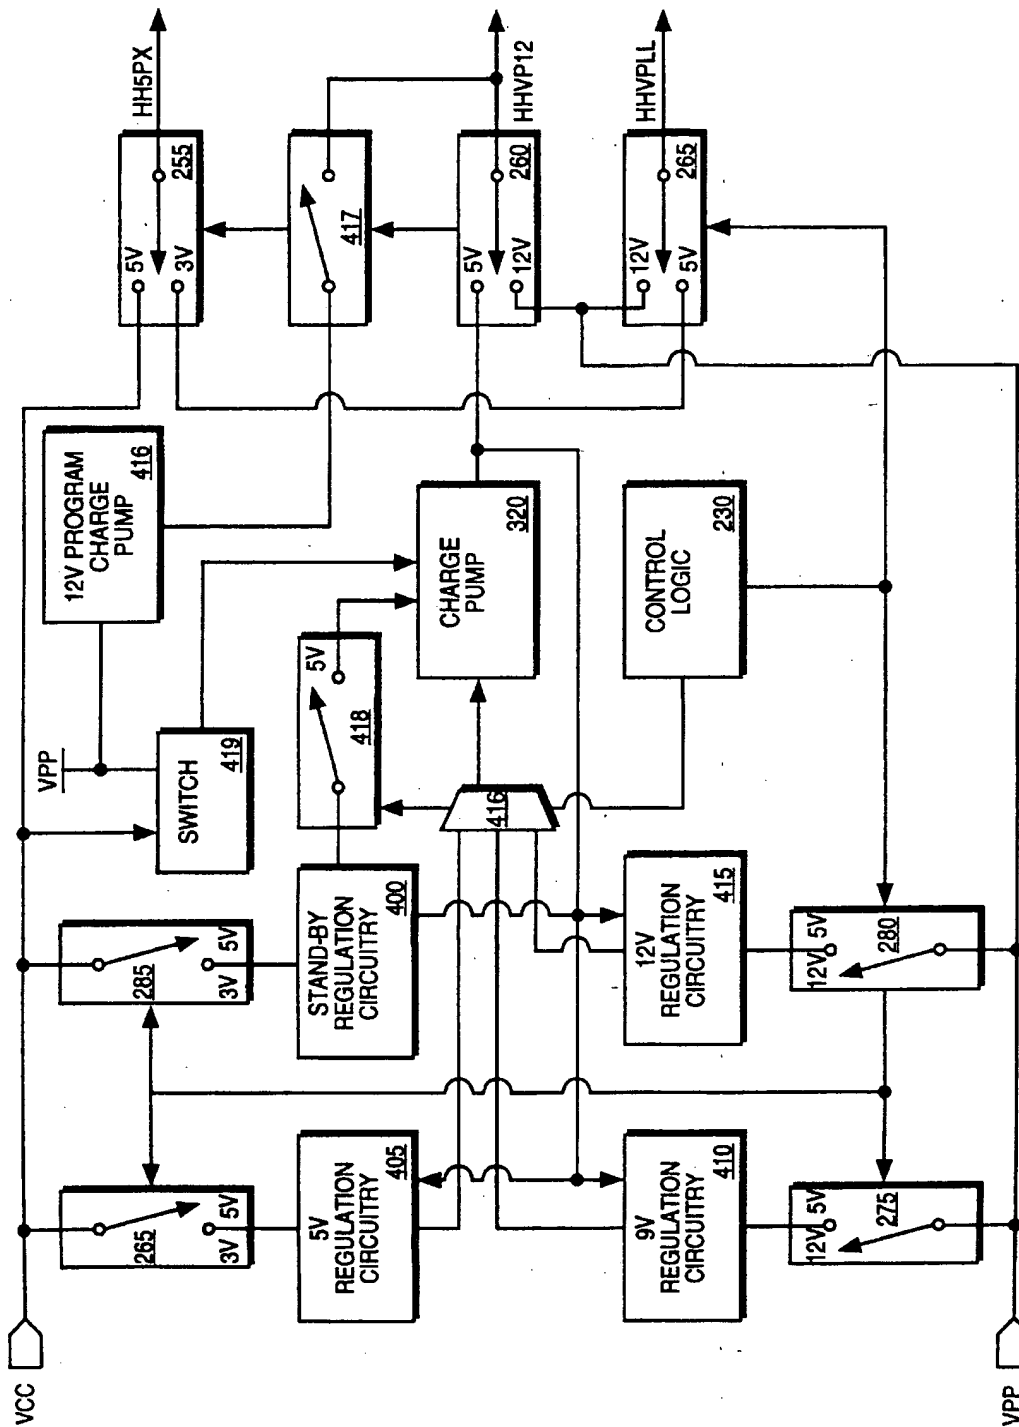 VCC
265
3V 5V
5V
REGULATION
CIRCUITRY
405
9V
REGULATION
CIRCUITRY
410
12V 5V
275
VPP
285
3V 5V
STAND-BY
REGULATION
CIRCUITRY
400
12V
REGULATION
CIRCUITRY
415
12V 5V
280
VPP
SWITCH
419
5V
418
416
12V PROGRAM
CHARGE
PUMP
416
CHARGE
PUMP
320
CONTROL
LOGIC
230
5V
3V
255
HH5PX
417
5V
12V
260
HHVP12
12V
5V
265
HHVPLL